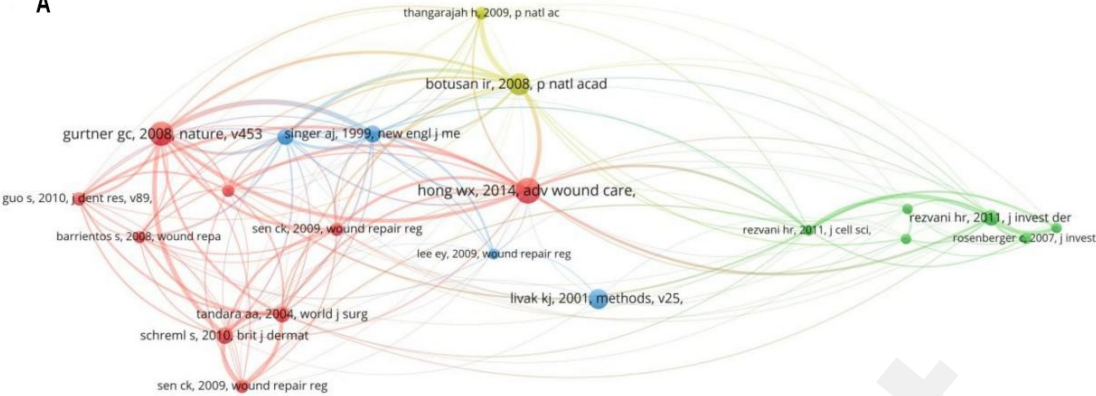 A
thangarajah h, 2009, p natl ac
botusan ir, 2008, p natl acad
gurtner gc, 2008, nature, v453
singer aj, 1999, new engl j me
hong wx, 2014, adv wound care,
guo s, 2010, j dent res, v89,
rezvani hr, 2011, j invest der
sen ck, 2009, wound repair reg
rezvani hr, 2011, j cell sci,
barrientos s, 2008, wound repa
rosenberger c, 2007, j invest
lee ey, 2009, wound repair reg
livak kj, 2001, methods, v25,
tandara aa, 2004, world j surg
schreml s, 2010, brit j dermat
sen ck, 2009, wound repair reg